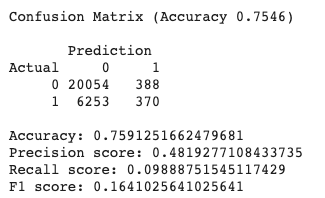 Confusion Matrix (Accuracy 0.7546)
Prediction
Actual 0 1
0 20054 388
1 6253 370
Accuracy: 0.7591251662479681
Precision score: 0.4819277108433735
Recall score: 0.09888751545117429
F1 score: 0.1641025641025641